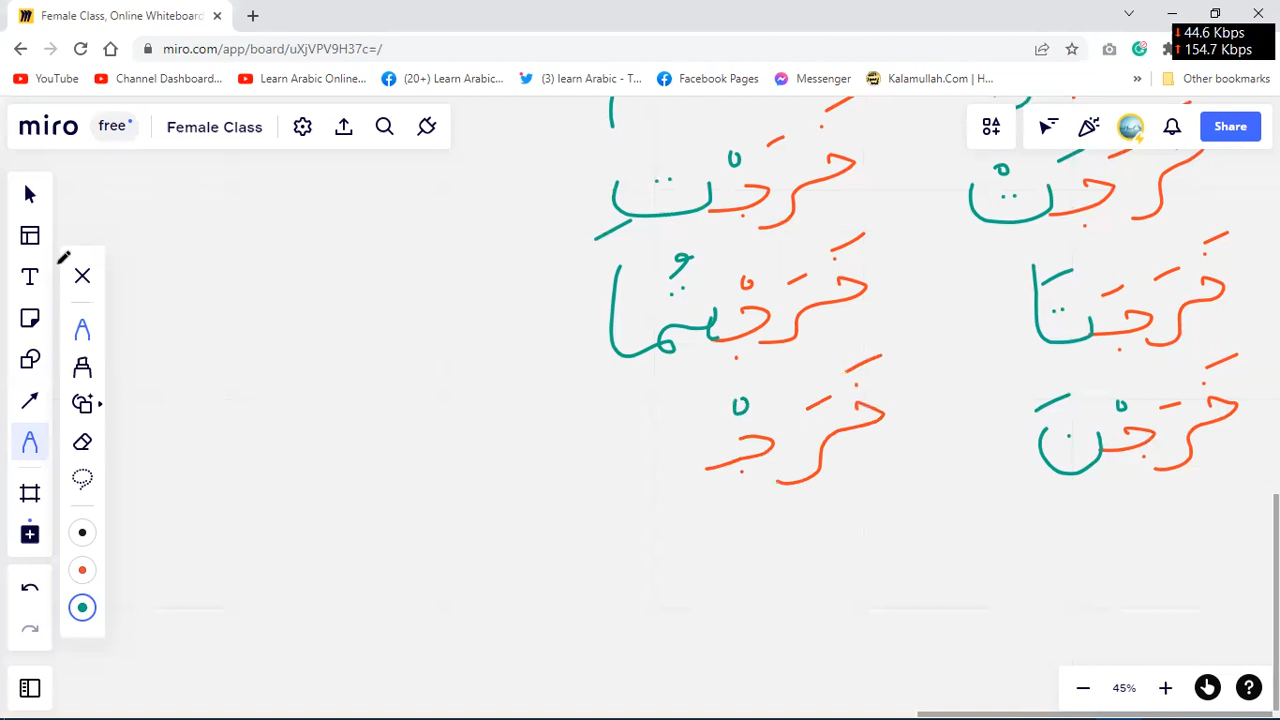 Female Class, Online Whiteboard
miro.com/app/board/uXjVPV9H37c=/
44.6 Kbps
154.7 Kbps
YouTube Channel Dashboard... Learn Arabic Online... (20+) Learn Arabic... (3) learn Arabic - T... Facebook Pages Messenger Kalamullah.Com | H... » Other bookmarks
miro free Female Class Share
خَرَجَتْ خَرَجْتَِ
خَرَجَتَا خَرَجْتُمَا
خَرَجْنَ خَرَجْ
45%